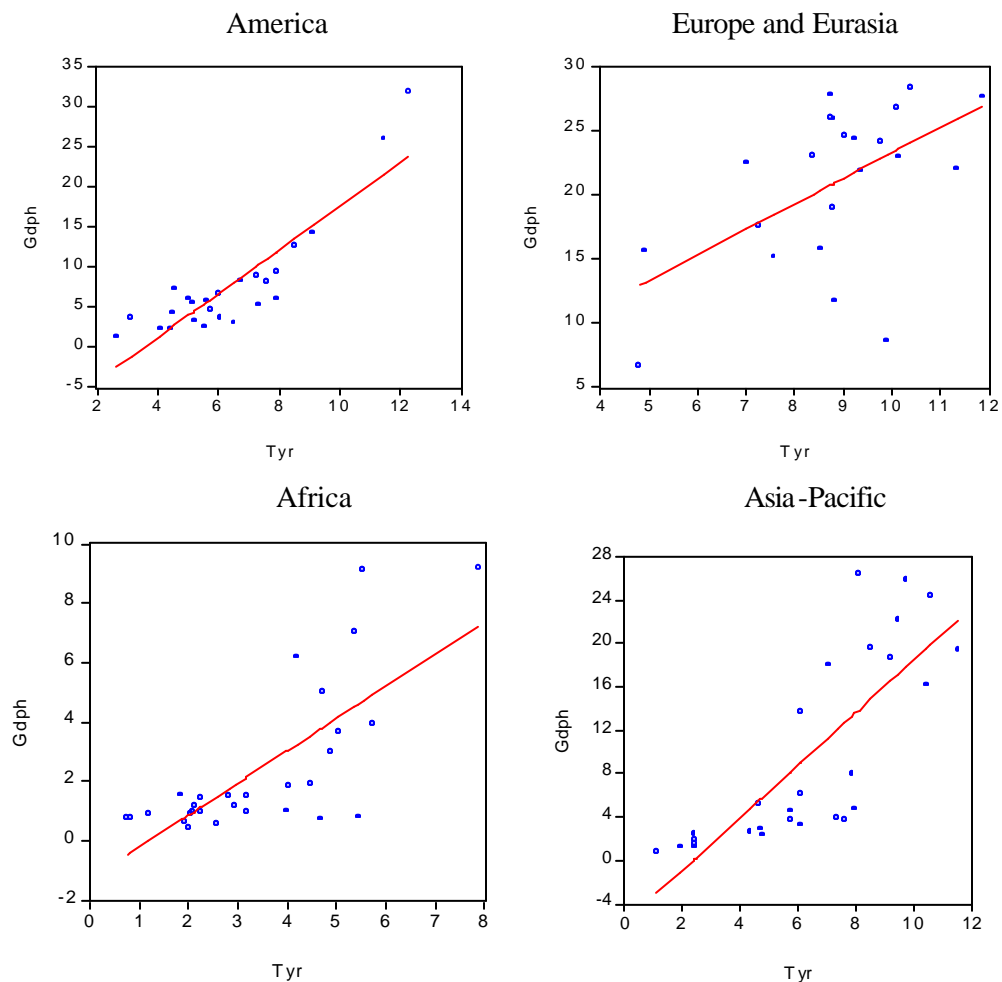 America
35
30
25
20
15
10
5
0
-5
Gdph
2 4 6 8 10 12 14
Tyr
Europe and Eurasia
30
25
20
15
10
5
Gdph
4 5 6 7 8 9 10 11 12
Tyr
Africa
10
8
6
4
2
0
-2
Gdph
0 1 2 3 4 5 6 7 8
Tyr
Asia-Pacific
28
24
20
16
12
8
4
0
-4
Gdph
0 2 4 6 8 10 12
Tyr